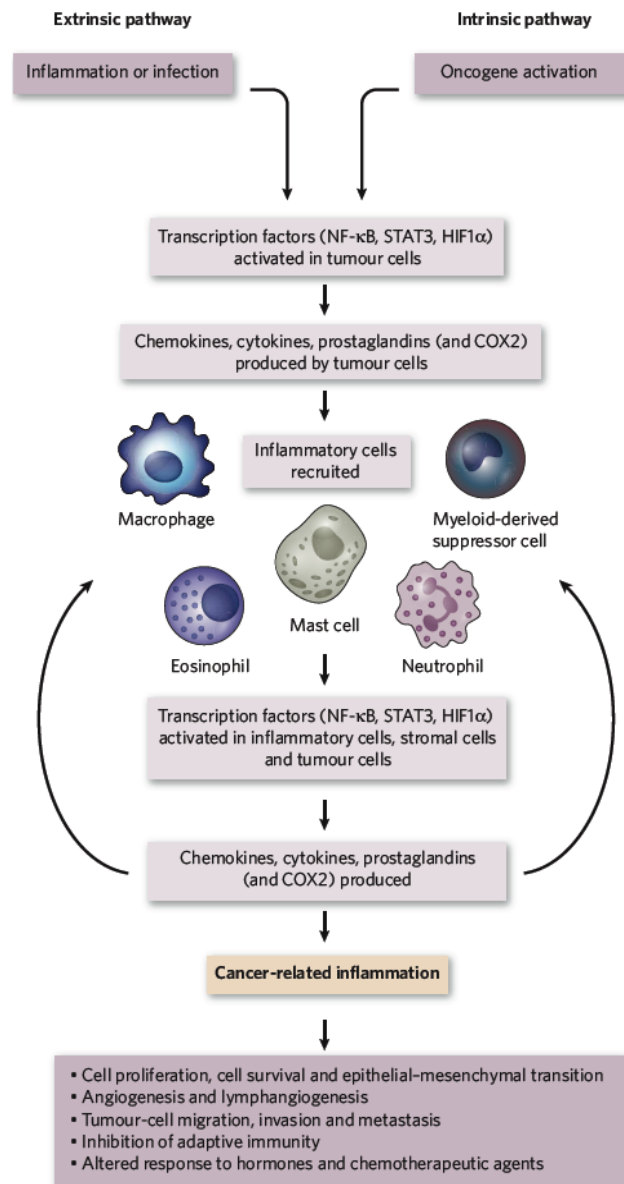 Extrinsic pathway
Intrinsic pathway
Inflammation or infection
Oncogene activation
Transcription factors (NF-κB, STAT3, HIF1α)
activated in tumour cells
Chemokines, cytokines, prostaglandins (and COX2)
produced by tumour cells
Inflammatory cells
recruited
Macrophage
Myeloid-derived
suppressor cell
Mast cell
Eosinophil
Neutrophil
Transcription factors (NF-κB, STAT3, HIF1α)
activated in inflammatory cells, stromal cells
and tumour cells
Chemokines, cytokines, prostaglandins
(and COX2) produced
Cancer-related inflammation
▪ Cell proliferation, cell survival and epithelial–mesenchymal transition
▪ Angiogenesis and lymphangiogenesis
▪ Tumour-cell migration, invasion and metastasis
▪ Inhibition of adaptive immunity
▪ Altered response to hormones and chemotherapeutic agents